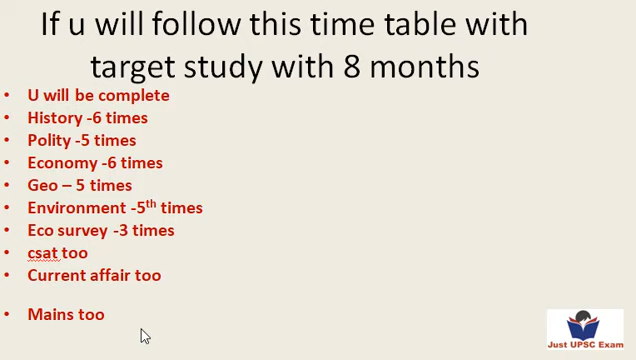 If u will follow this time table with
target study with 8 months
• U will be complete
• History -6 times
• Polity -5 times
• Economy -6 times
• Geo – 5 times
• Environment -5th times
• Eco survey -3 times
• csat too
• Current affair too
• Mains too
Just UPSC Exam